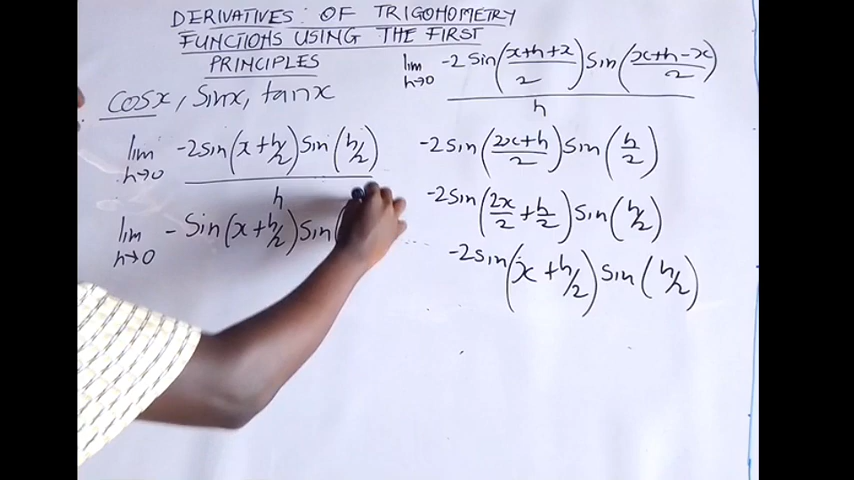 DERIVATIVES: OF TRIGONOMETRY
FUNCTIONS USING THE FIRST
PRINCIPLES
cosx, sinx, tanx
lim h→0 -2sin(x+h/2)sin(h/2)
h
lim h→0 -sin(x+h/2)sin(
lim h→0 -2sin(x+h+x/2)sin(x+h-x/2)
h
-2sin(2x+h/2)sin(h/2)
-2sin(2x/2+h/2)sin(h/2)
-2sin(x+h/2)sin(h/2)